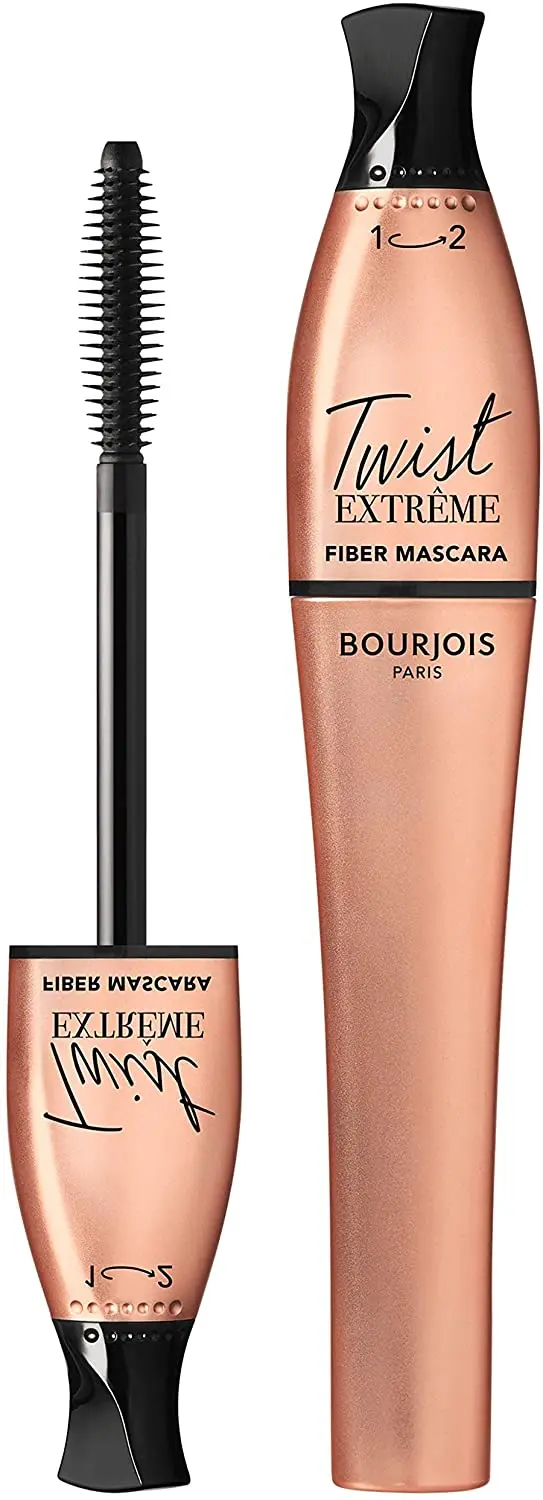 1 2
Twist
EXTRÊME
FIBER MASCARA
BOURJOIS
PARIS
FIBER MASCARA
EXTRÊME
Twist
1 2